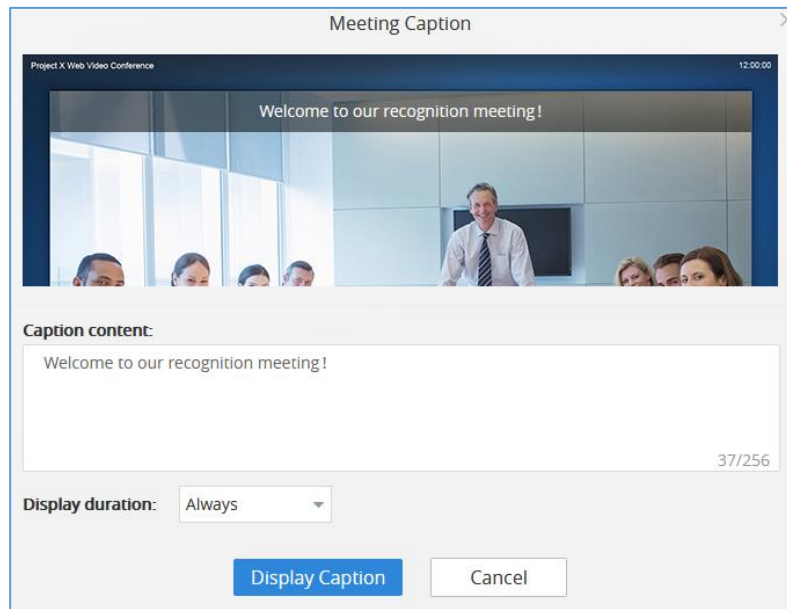 Meeting Caption
Project X Web Video Conference 12:00:00
Welcome to our recognition meeting！
Caption content:
Welcome to our recognition meeting！
37/256
Display duration: Always
Display Caption Cancel